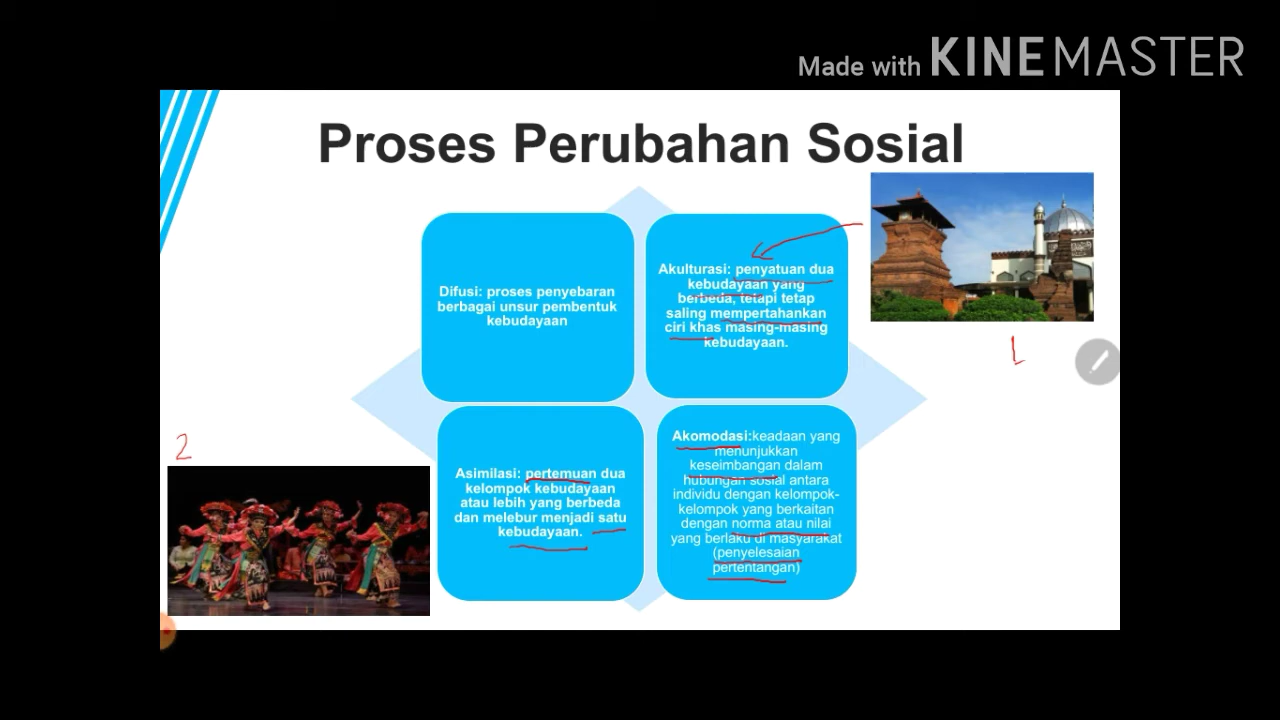 Made with KINEMASTER
Proses Perubahan Sosial
Difusi: proses penyebaran
berbagai unsur pembentuk
kebudayaan
Akulturasi: penyatuan dua
kebudayaan yang
berbeda, tetapi tetap
saling mempertahankan
ciri khas masing-masing
kebudayaan.
1
2
Asimilasi: pertemuan dua
kelompok kebudayaan
atau lebih yang berbeda
dan melebur menjadi satu
kebudayaan.
Akomodasi:keadaan yang
menunjukkan
keseimbangan dalam
hubungan sosial antara
individu dengan kelompok-
kelompok yang berkaitan
dengan norma atau nilai
yang berlaku di masyarakat
(penyelesaian
pertentangan)